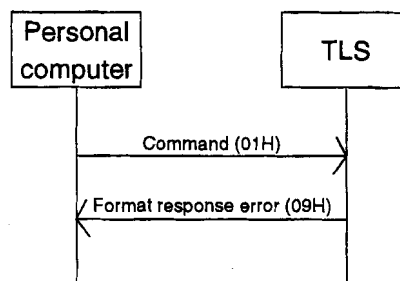 Personal
computer
TLS
Command (01H)
Format response error (09H)